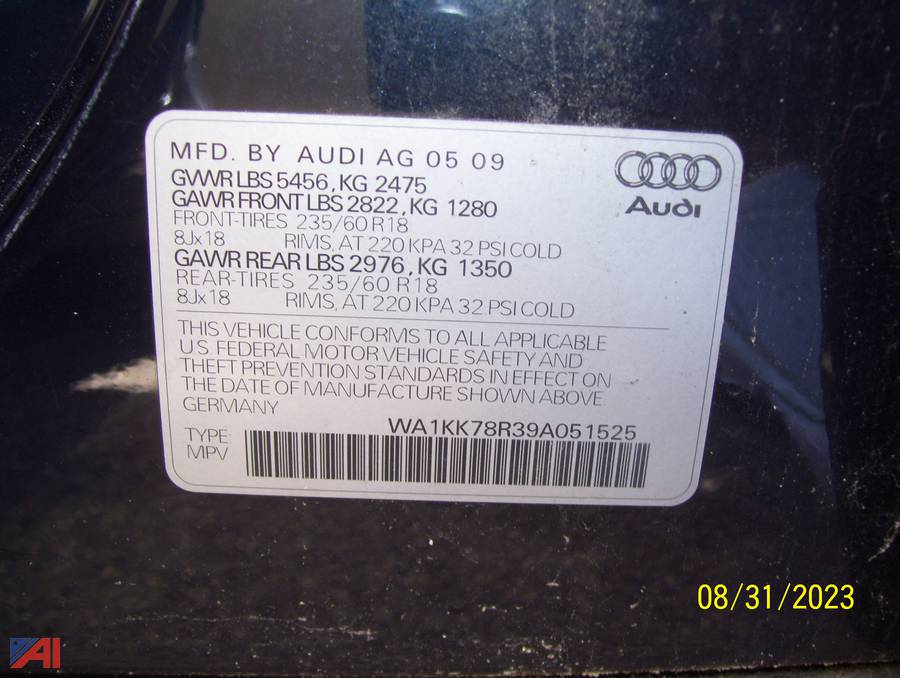 MFD. BY AUDI AG 05 09
GVWR LBS 5456, KG 2475
GAWR FRONT LBS 2822, KG 1280
FRONT-TIRES 235/60 R18
8Jx18 RIMS, AT 220 KPA 32 PSI COLD
GAWR REAR LBS 2976, KG 1350
REAR-TIRES 235/60 R18
8Jx18 RIMS, AT 220 KPA 32 PSI COLD
Audi
THIS VEHICLE CONFORMS TO ALL APPLICABLE
U.S. FEDERAL MOTOR VEHICLE SAFETY AND
THEFT PREVENTION STANDARDS IN EFFECT ON
THE DATE OF MANUFACTURE SHOWN ABOVE
GERMANY
WA1KK78R39A051525
TYPE
MPV
08/31/2023
AI